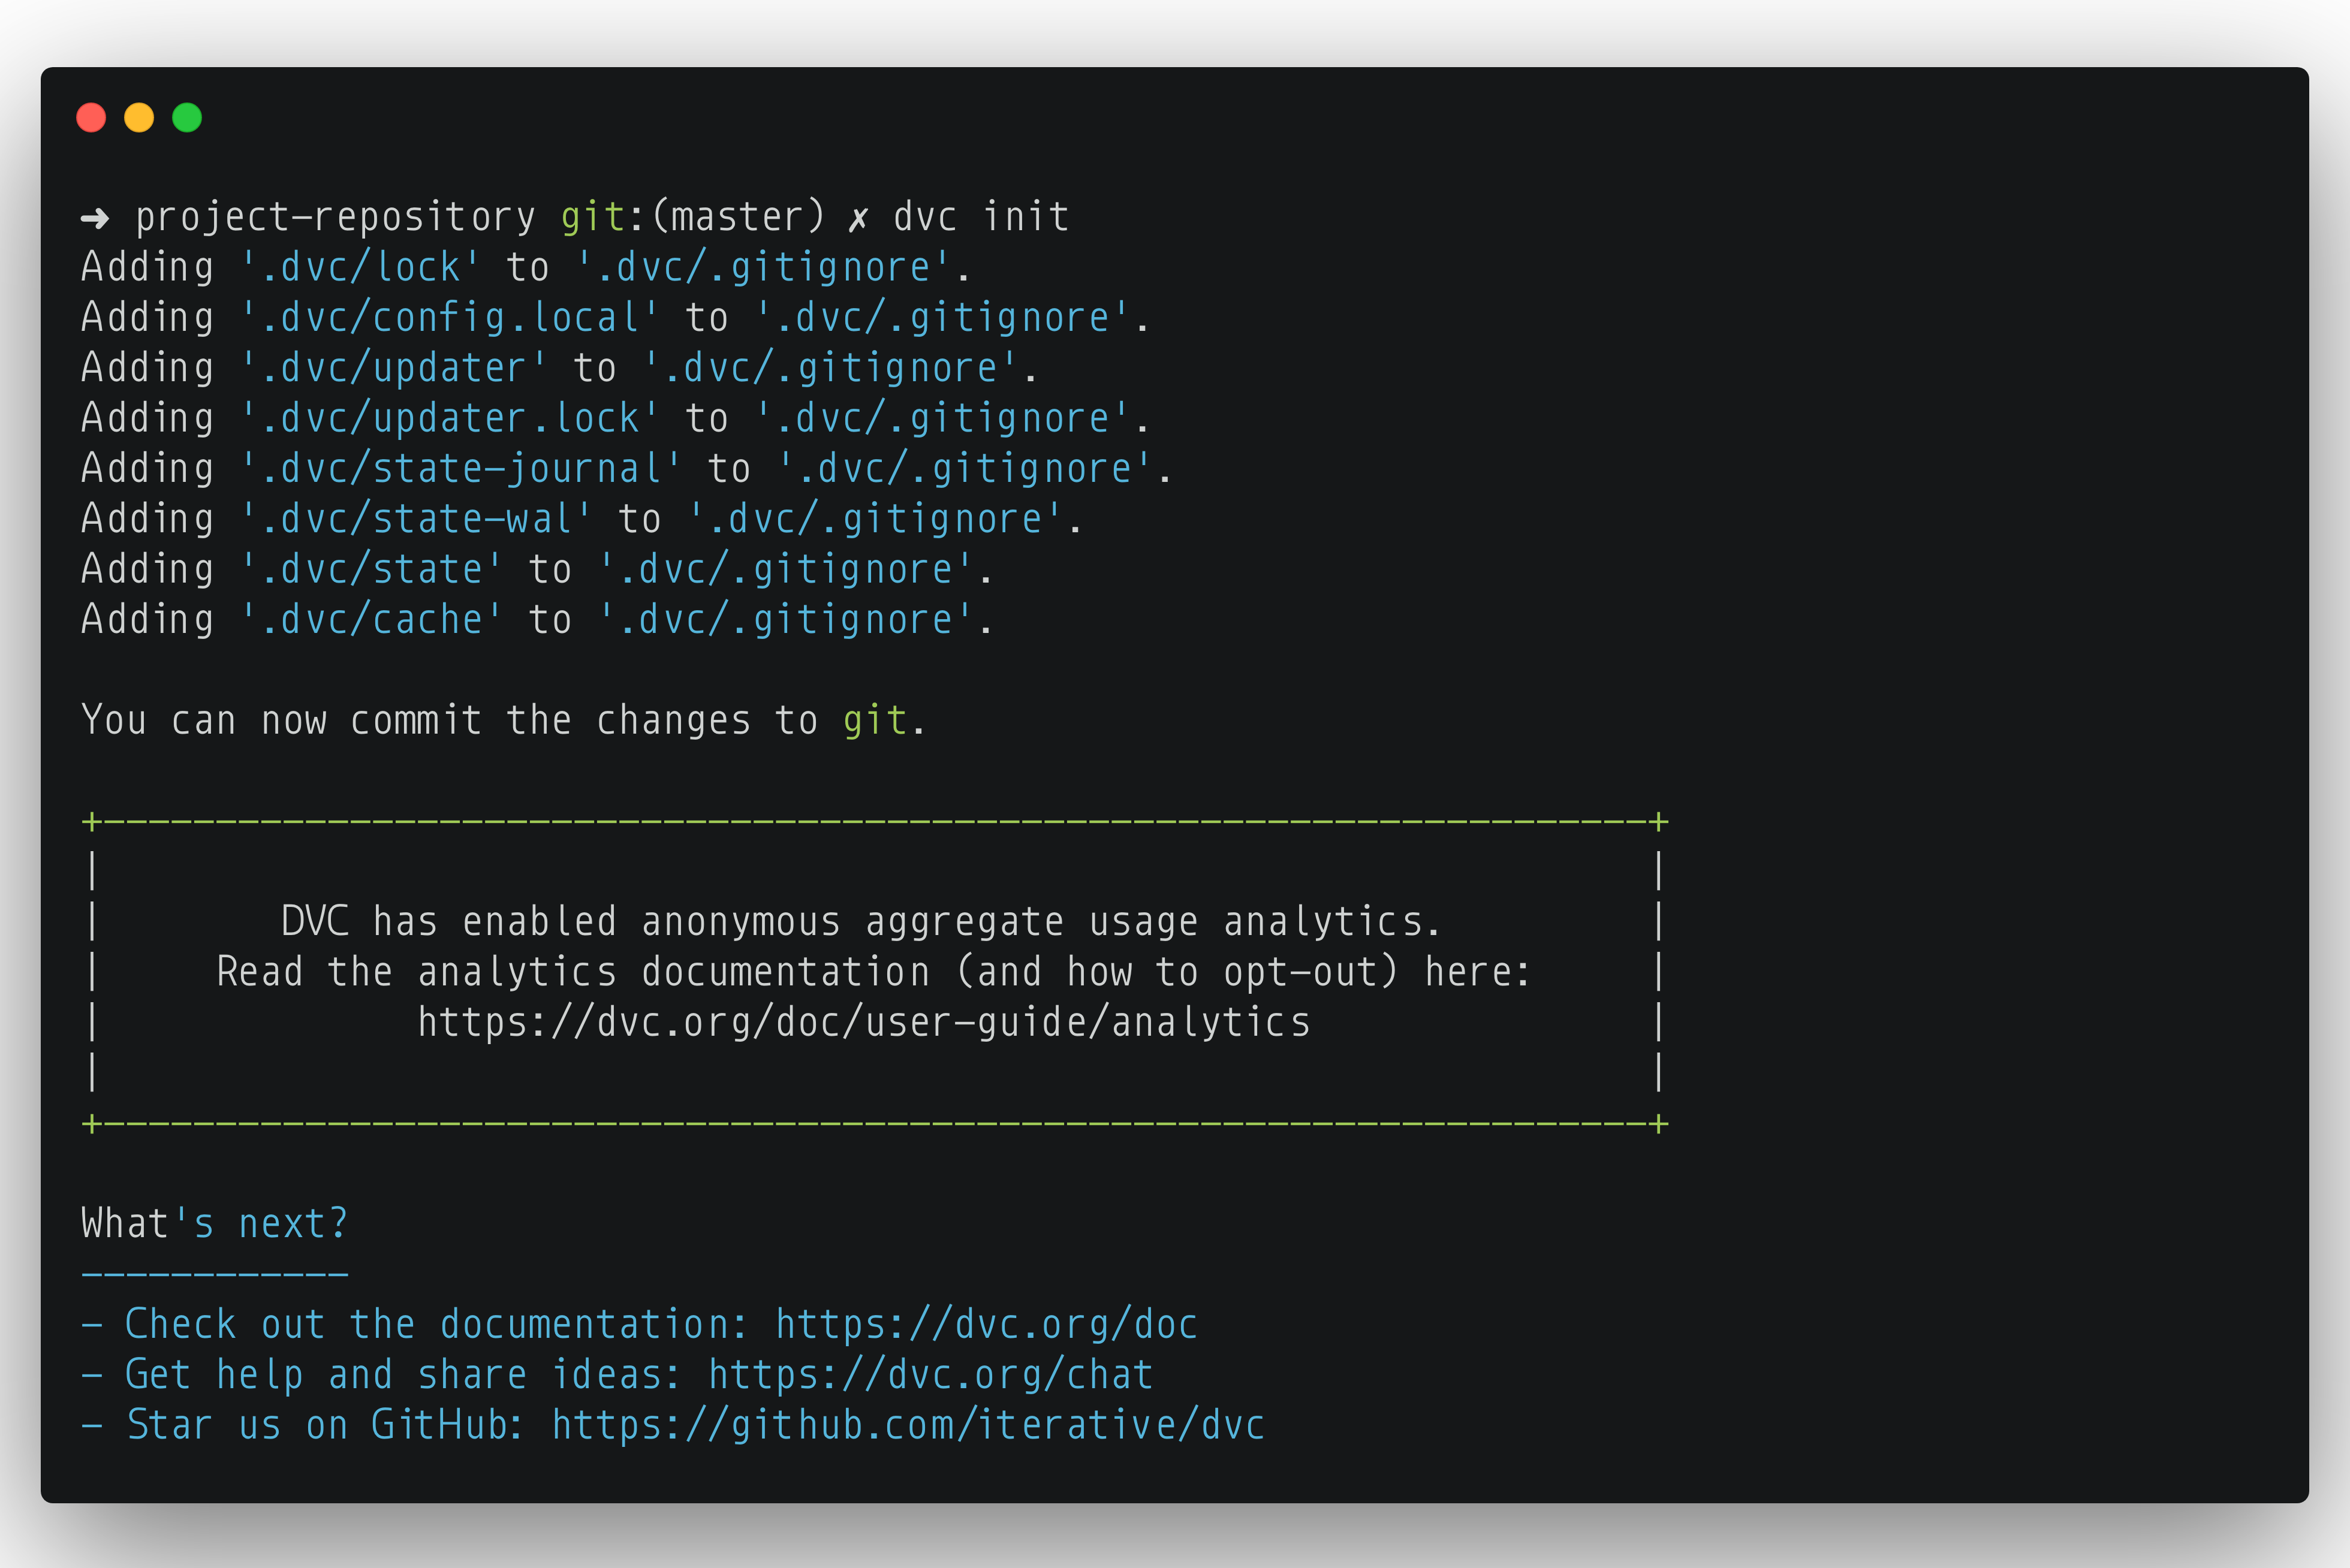 ➜ project-repository git:(master) ✗ dvc init
Adding '.dvc/lock' to '.dvc/.gitignore'.
Adding '.dvc/config.local' to '.dvc/.gitignore'.
Adding '.dvc/updater' to '.dvc/.gitignore'.
Adding '.dvc/updater.lock' to '.dvc/.gitignore'.
Adding '.dvc/state-journal' to '.dvc/.gitignore'.
Adding '.dvc/state-wal' to '.dvc/.gitignore'.
Adding '.dvc/state' to '.dvc/.gitignore'.
Adding '.dvc/cache' to '.dvc/.gitignore'.

You can now commit the changes to git.

+---------------------------------------------------------------------+
|                                                                     |
|        DVC has enabled anonymous aggregate usage analytics.         |
|     Read the analytics documentation (and how to opt-out) here:     |
|              https://dvc.org/doc/user-guide/analytics               |
|                                                                     |
+---------------------------------------------------------------------+

What's next?
------------
- Check out the documentation: https://dvc.org/doc
- Get help and share ideas: https://dvc.org/chat
- Star us on GitHub: https://github.com/iterative/dvc